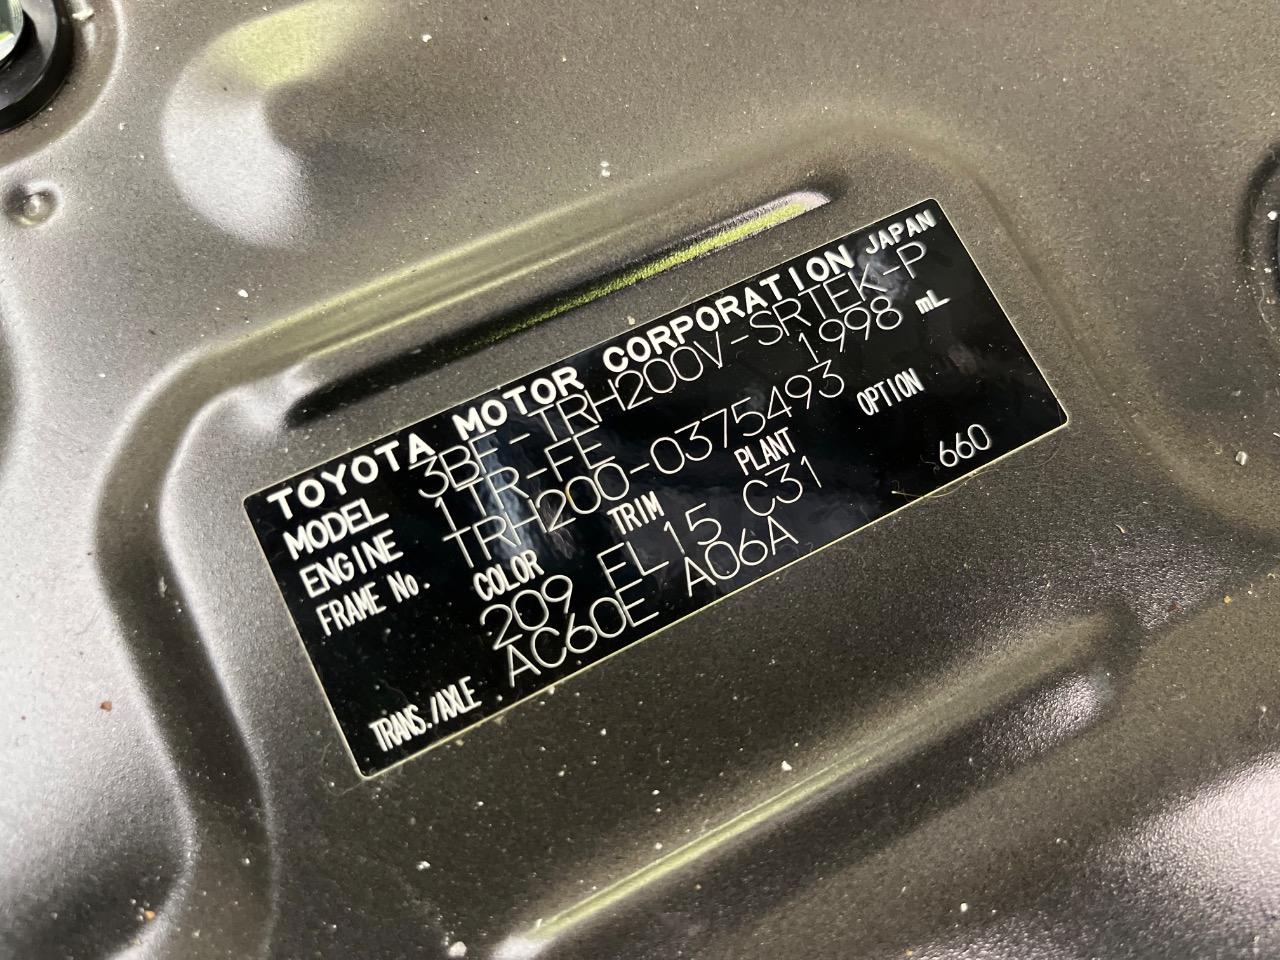 TOYOTA MOTOR CORPORATION JAPAN
MODEL 3BF-TRH200V-SRTEK-P
ENGINE 1TR-FE 1998 mL
FRAME No. TRH200-0375493
COLOR TRIM PLANT OPTION
209 EL15 C31 660
TRANS./AXLE AC60E A06A